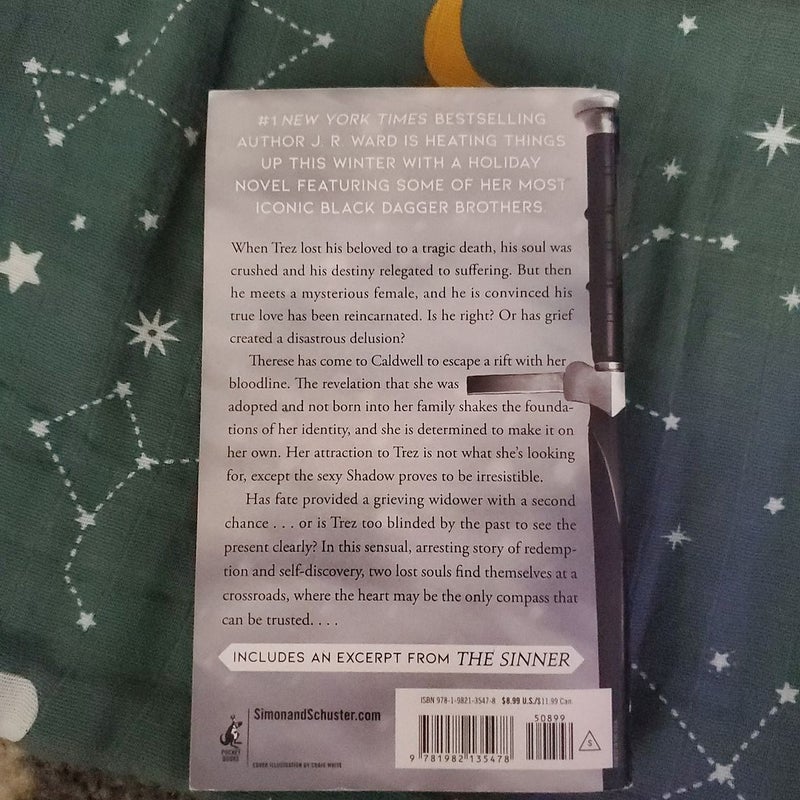 #1 NEW YORK TIMES BESTSELLING
AUTHOR J. R. WARD IS HEATING THINGS
UP THIS WINTER WITH A HOLIDAY
NOVEL FEATURING SOME OF HER MOST
ICONIC BLACK DAGGER BROTHERS.
When Trez lost his beloved to a tragic death, his soul was
crushed and his destiny relegated to suffering. But then
he meets a mysterious female, and he is convinced his
true love has been reincarnated. Is he right? Or has grief
created a disastrous delusion?
Therese has come to Caldwell to escape a rift with her
bloodline. The revelation that she was
adopted and not born into her family shakes the founda-
tions of her identity, and she is determined to make it on
her own. Her attraction to Trez is not what she's looking
for, except the sexy Shadow proves to be irresistible.
Has fate provided a grieving widower with a second
chance . . . or is Trez too blinded by the past to see the
present clearly? In this sensual, arresting story of redemp-
tion and self-discovery, two lost souls find themselves at a
crossroads, where the heart may be the only compass that
can be trusted. . . .
INCLUDES AN EXCERPT FROM THE SINNER
POCKET
BOOKS
SimonandSchuster.com
COVER ILLUSTRATION BY CRAIG WHITE
ISBN 978-1-9821-3547-8 $8.99 U.S./$11.99 Can.
50899
9 781982 135478
S